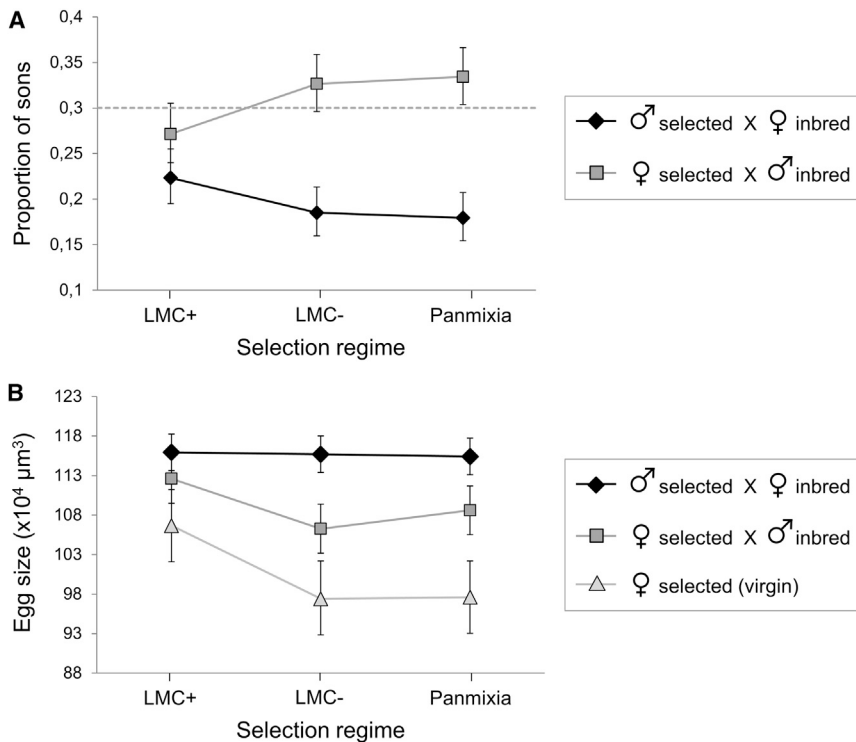 A
0,4
0,35
0,3
0,25
0,2
0,15
0,1
Proportion of sons
LMC+ LMC- Panmixia
Selection regime
♂ selected X ♀ inbred
♀ selected X ♂ inbred
B
123
118
113
108
103
98
93
88
Egg size (x10⁴ µm³)
LMC+ LMC- Panmixia
Selection regime
♂ selected X ♀ inbred
♀ selected X ♂ inbred
♀ selected (virgin)